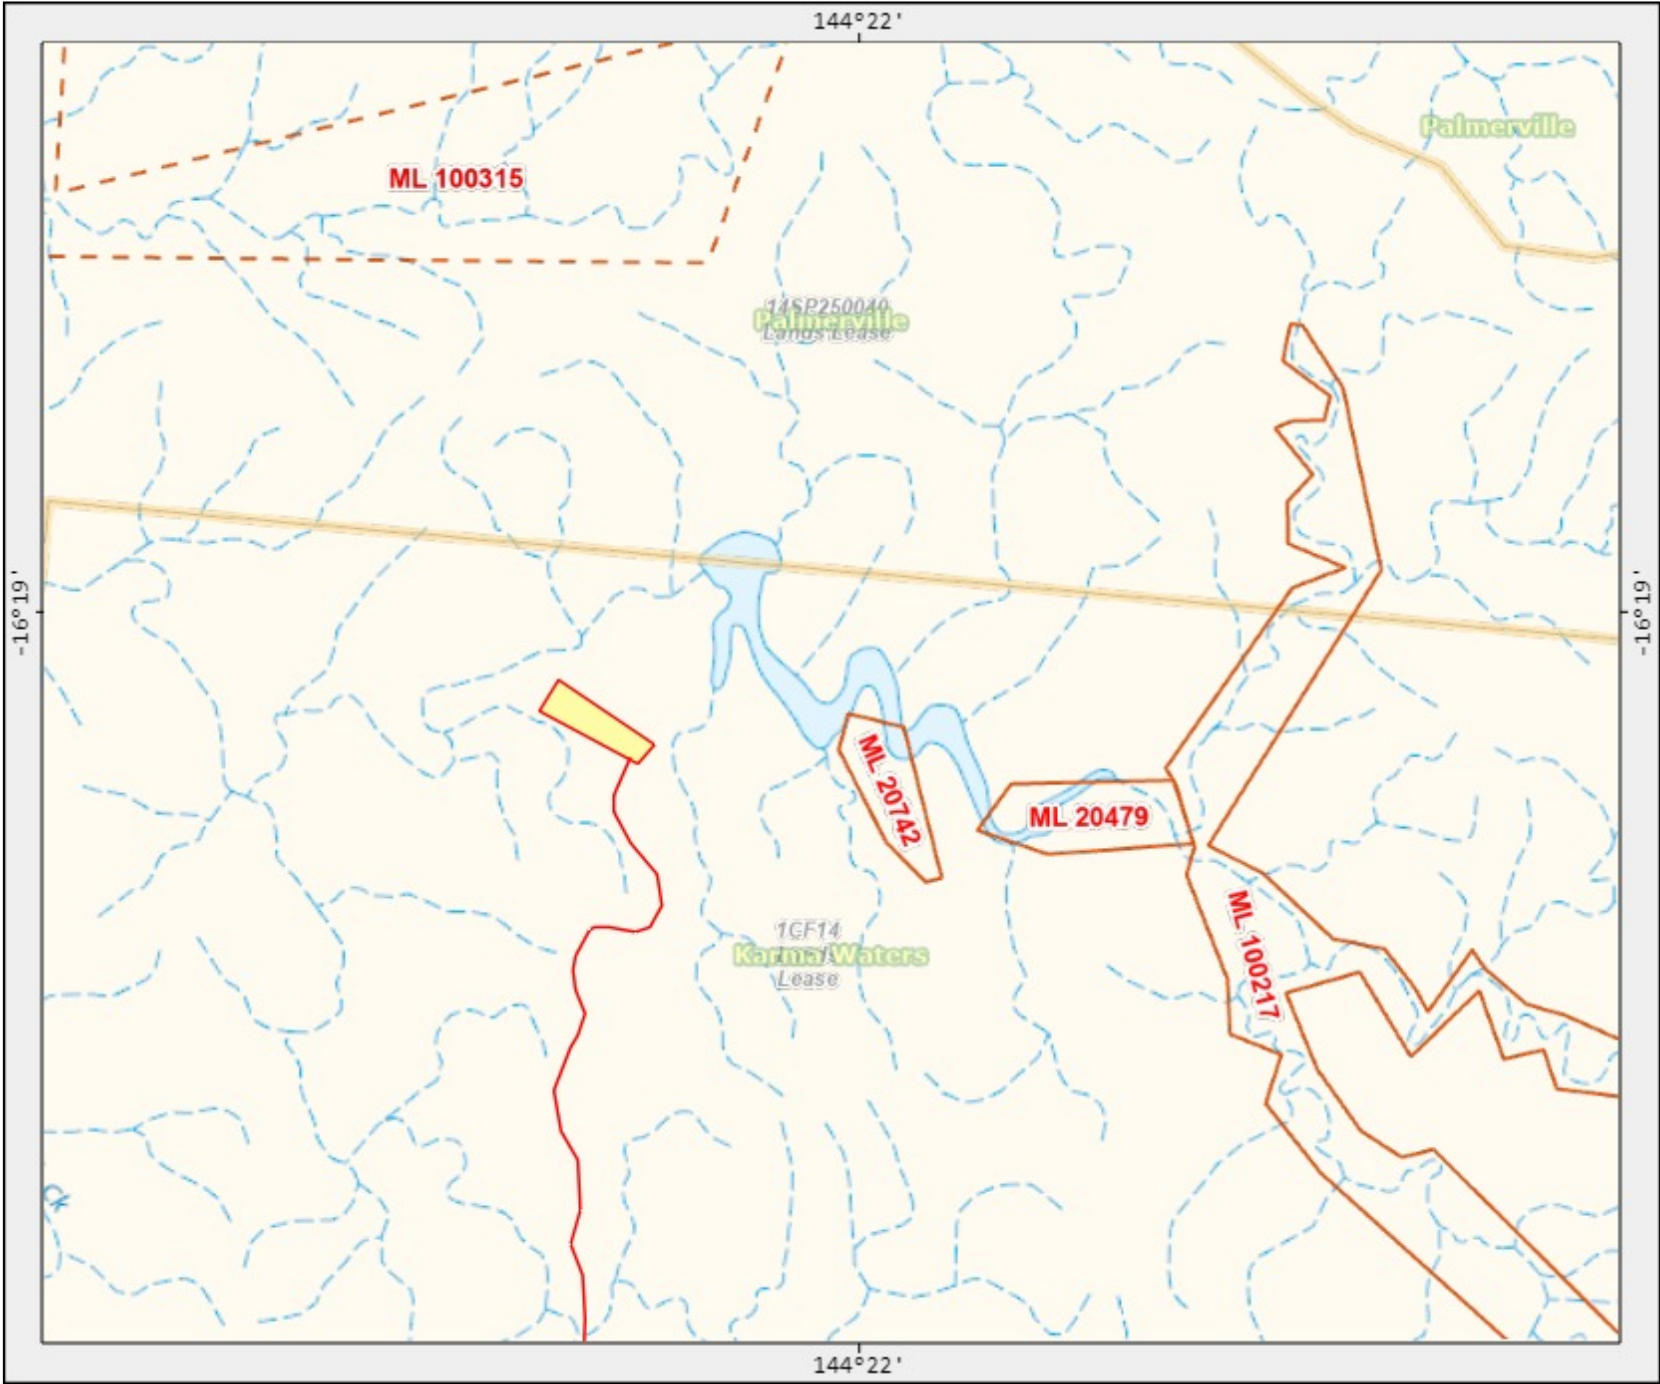 144°22'
Palmerville
ML 100315
14SP250040
Palmerville
Lands Lease
-16°19'
-16°19'
ML 20742
ML 20479
ML 100217
1CF14
Karma Waters
Lease
Ck
144°22'